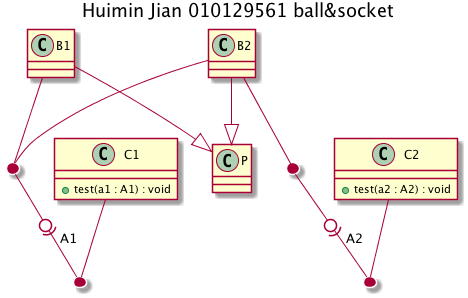 Huimin Jian 010129561 ball&socket
C B1
C B2
C C1
test(a1 : A1) : void
C P
C C2
test(a2 : A2) : void
A1
A2